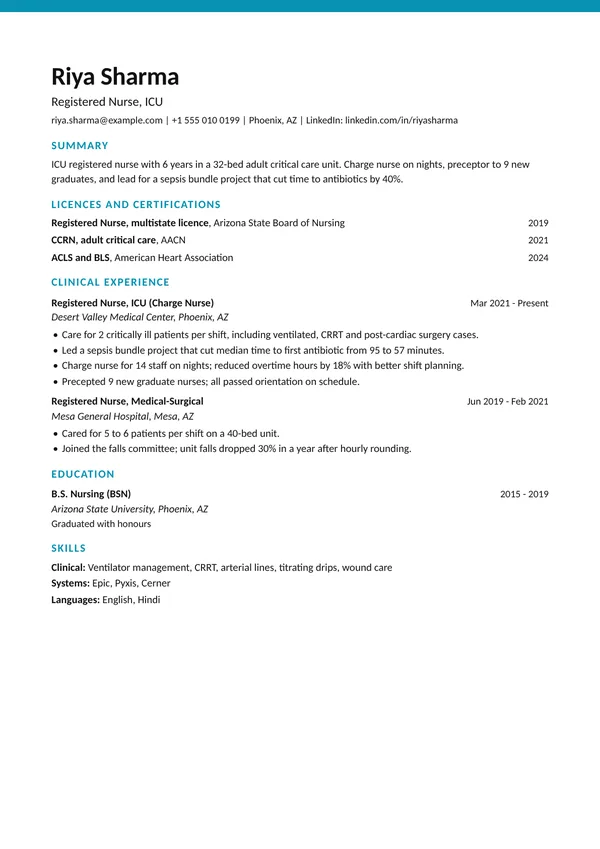 Riya Sharma
Registered Nurse, ICU
riya.sharma@example.com | +1 555 010 0199 | Phoenix, AZ | LinkedIn: linkedin.com/in/riyasharma
SUMMARY
ICU registered nurse with 6 years in a 32-bed adult critical care unit. Charge nurse on nights, preceptor to 9 new
graduates, and lead for a sepsis bundle project that cut time to antibiotics by 40%.
LICENCES AND CERTIFICATIONS
Registered Nurse, multistate licence, Arizona State Board of Nursing 2019
CCRN, adult critical care, AACN 2021
ACLS and BLS, American Heart Association 2024
CLINICAL EXPERIENCE
Registered Nurse, ICU (Charge Nurse) Mar 2021 - Present
Desert Valley Medical Center, Phoenix, AZ
• Care for 2 critically ill patients per shift, including ventilated, CRRT and post-cardiac surgery cases.
• Led a sepsis bundle project that cut median time to first antibiotic from 95 to 57 minutes.
• Charge nurse for 14 staff on nights; reduced overtime hours by 18% with better shift planning.
• Precepted 9 new graduate nurses; all passed orientation on schedule.
Registered Nurse, Medical-Surgical Jun 2019 - Feb 2021
Mesa General Hospital, Mesa, AZ
• Cared for 5 to 6 patients per shift on a 40-bed unit.
• Joined the falls committee; unit falls dropped 30% in a year after hourly rounding.
EDUCATION
B.S. Nursing (BSN) 2015 - 2019
Arizona State University, Phoenix, AZ
Graduated with honours
SKILLS
Clinical: Ventilator management, CRRT, arterial lines, titrating drips, wound care
Systems: Epic, Pyxis, Cerner
Languages: English, Hindi